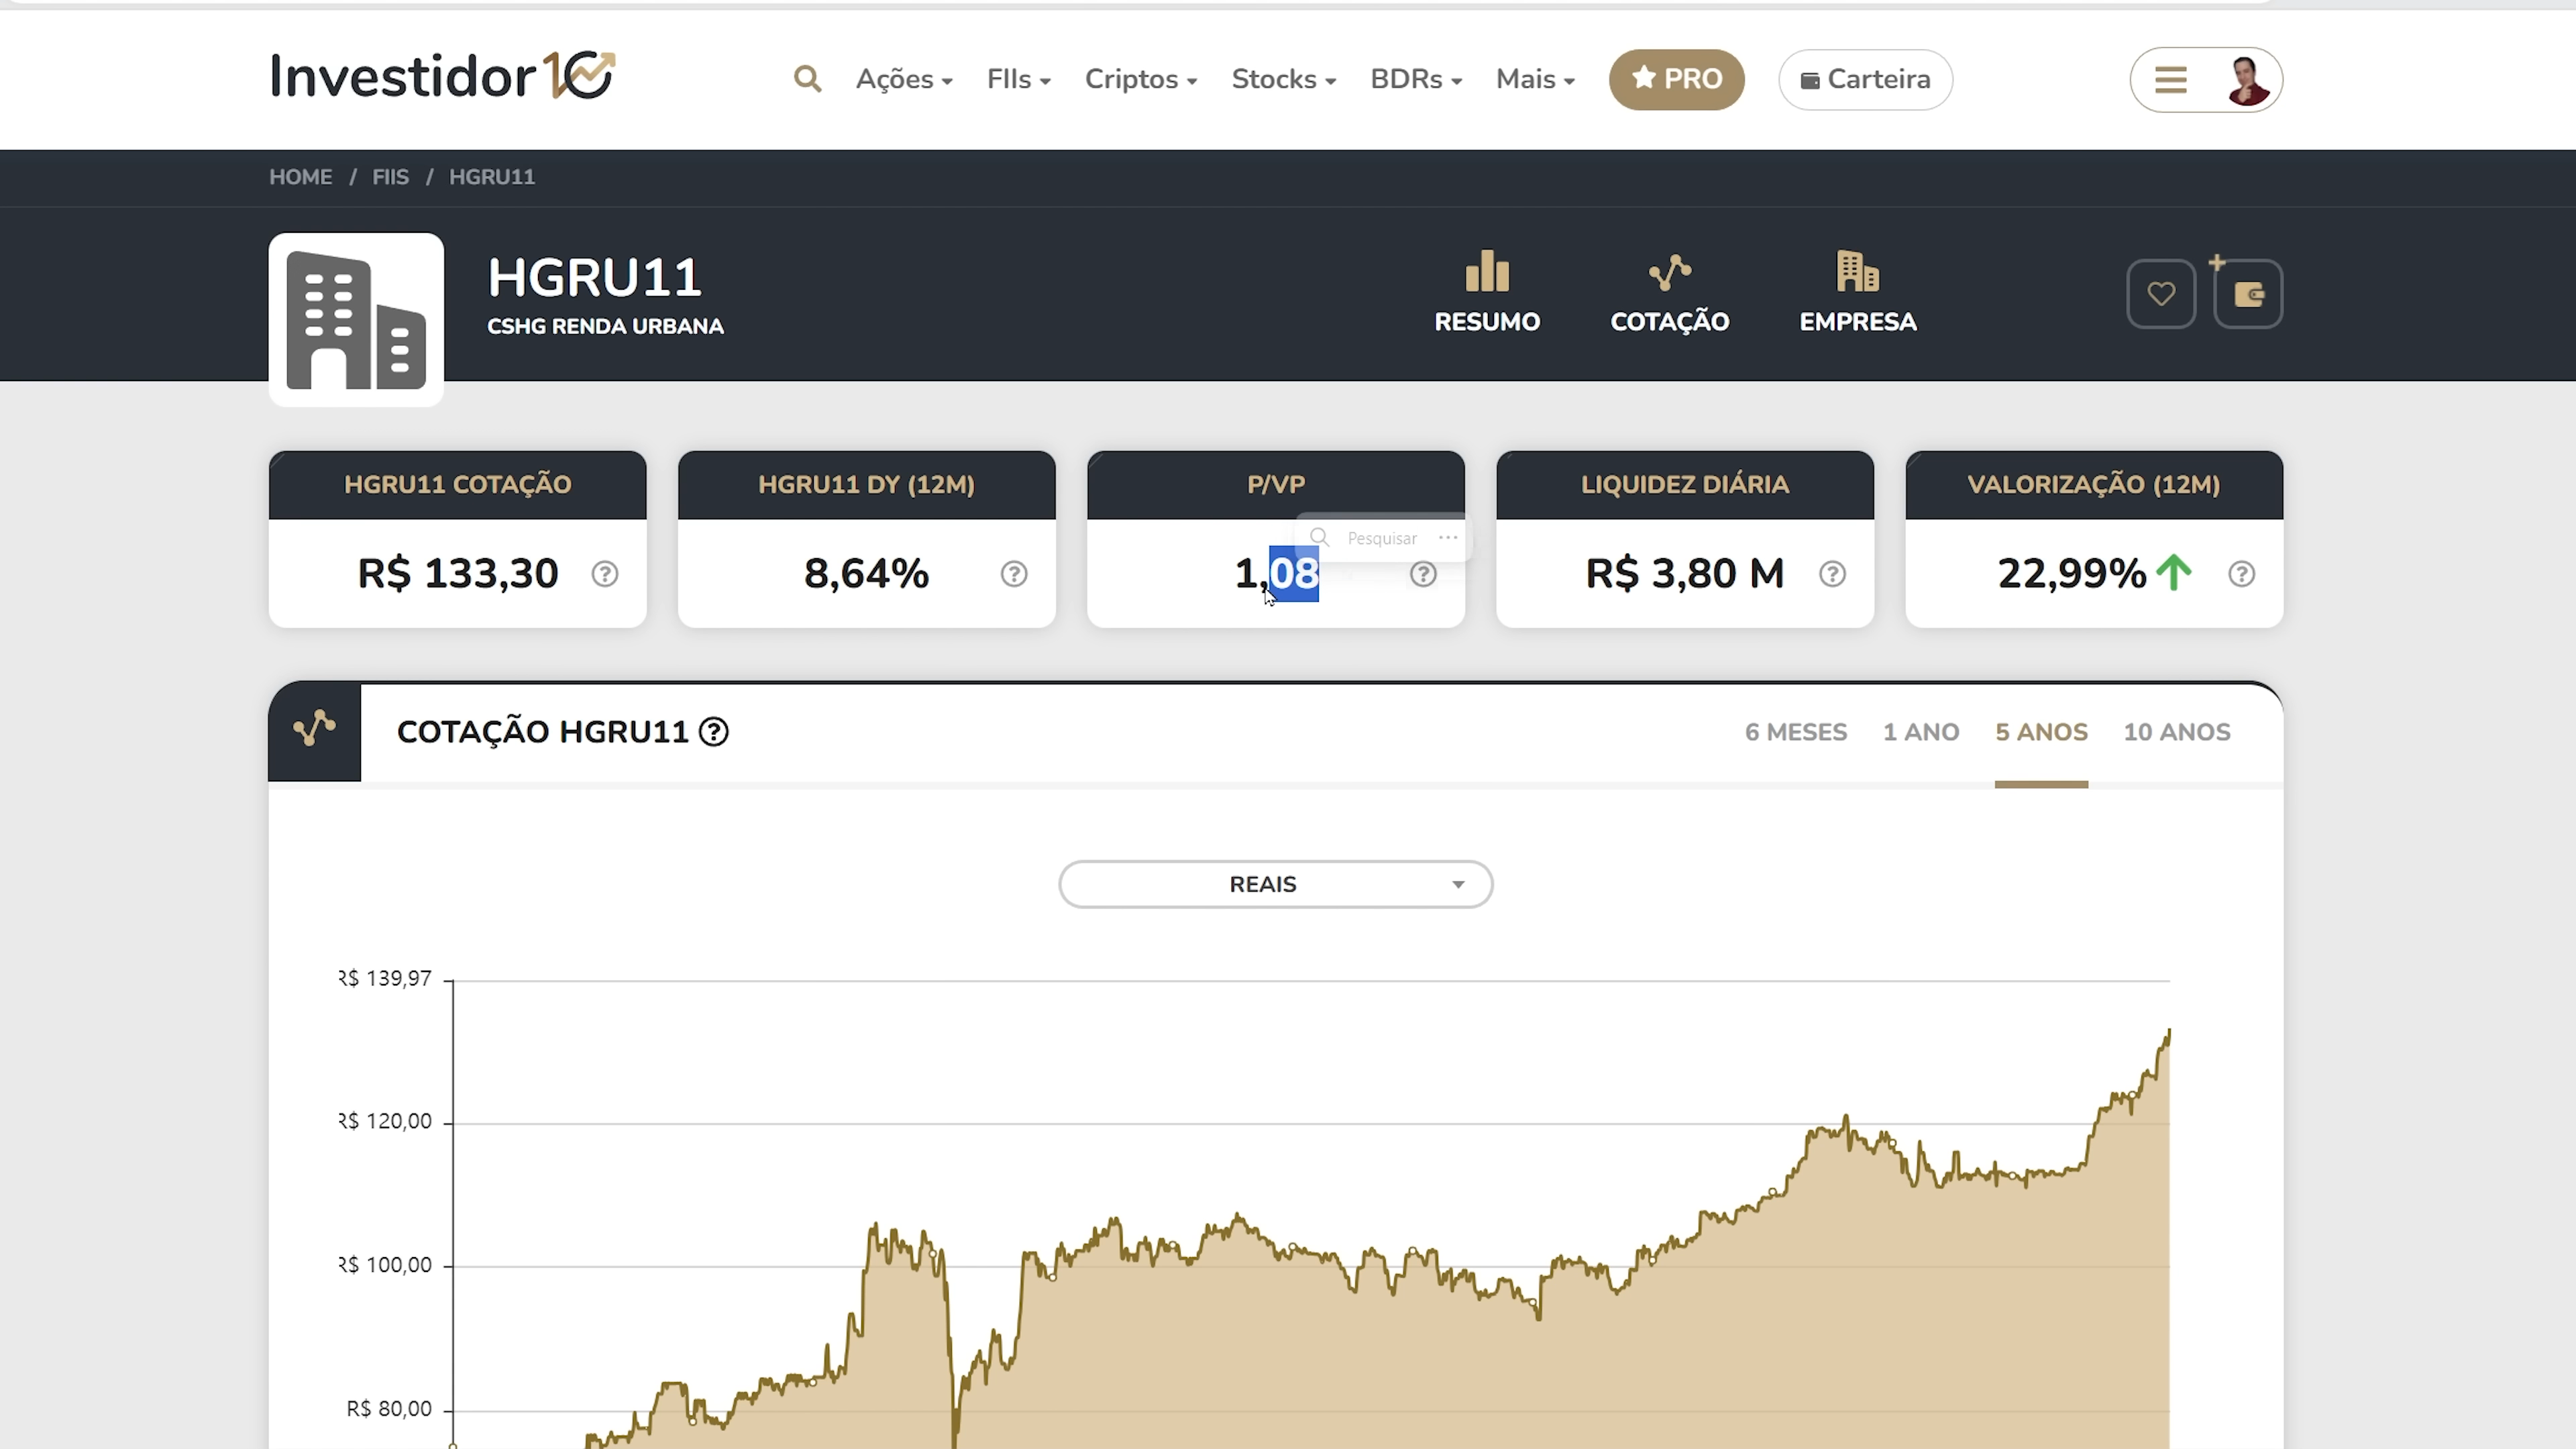 Investidor10
Ações
FIIs
Criptos
Stocks
BDRs
Mais
PRO
Carteira
HOME / FIIS / HGRU11
HGRU11
CSHG RENDA URBANA
RESUMO
COTAÇÃO
EMPRESA
HGRU11 COTAÇÃO
R$ 133,30
HGRU11 DY (12M)
8,64%
P/VP
Pesquisar
1,08
LIQUIDEZ DIÁRIA
R$ 3,80 M
VALORIZAÇÃO (12M)
22,99%
COTAÇÃO HGRU11
6 MESES
1 ANO
5 ANOS
10 ANOS
REAIS
R$ 139,97
R$ 120,00
R$ 100,00
R$ 80,00